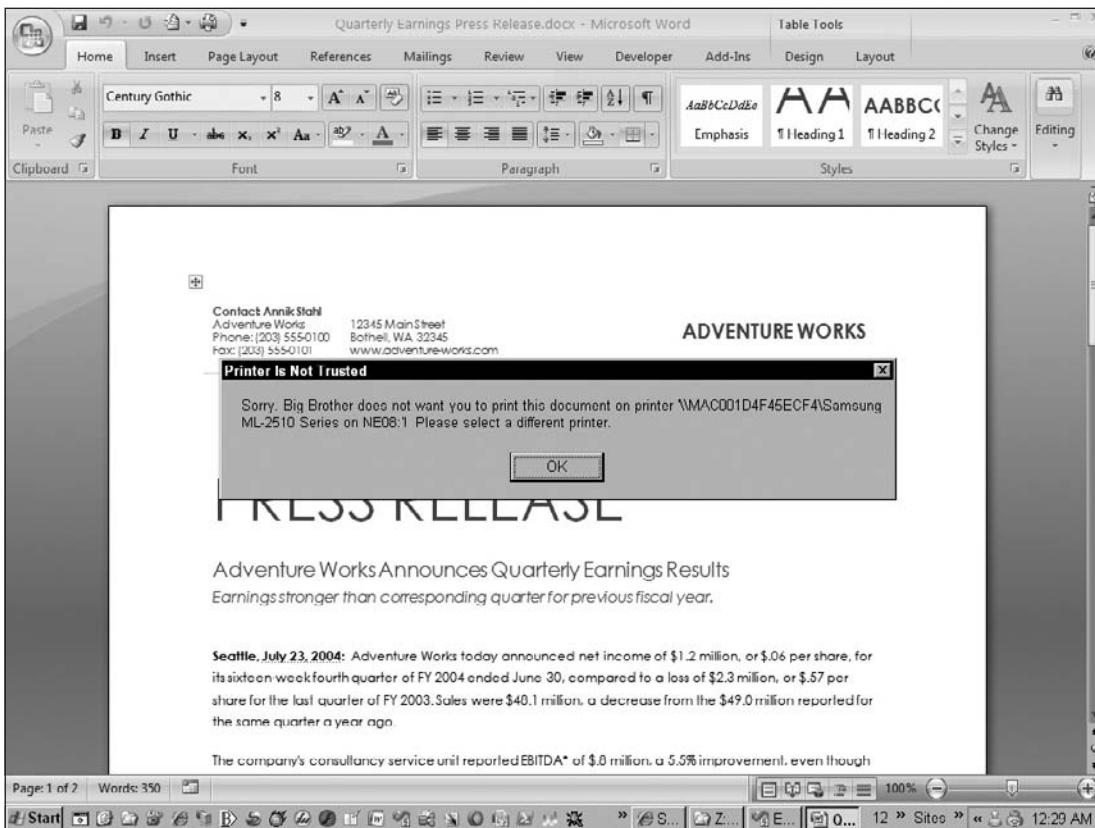 Quarterly Earnings Press Release.docx - Microsoft Word
Table Tools
Home Insert Page Layout References Mailings Review View Developer Add-Ins Design Layout
Century Gothic 8
Paste
B I U abc x₂ x² Aa ab A
AaBbCcDdEe AA AABBC(
Emphasis ¶ Heading 1 ¶ Heading 2
Change Styles
Editing
Clipboard Font Paragraph Styles
Contact Annik Stahl
Adventure Works 12345 Main Street
Phone: (203) 555-0100 Bothell, WA 32345
Fax: (203) 555-0101 www.adventure-works.com
ADVENTURE WORKS
Printer Is Not Trusted
Sorry. Big Brother does not want you to print this document on printer \\MAC001D4F45ECF4\Samsung
ML-2510 Series on NE08:1 Please select a different printer.
OK
PRESS RELEASE
Adventure Works Announces Quarterly Earnings Results
Earnings stronger than corresponding quarter for previous fiscal year.
Seattle, July 23, 2004: Adventure Works today announced net income of $1.2 million, or $.06 per share, for
its sixteen-week fourth quarter of FY 2004 ended June 30, compared to a loss of $2.3 million, or $.57 per
share for the last quarter of FY 2003. Sales were $48.1 million, a decrease from the $49.0 million reported for
the same quarter a year ago.
The company's consultancy service unit reported EBITDA* of $.8 million, a 5.5% improvement, even though
Page: 1 of 2 Words: 350 100%
Start S... Z:... E... 0... 12 » Sites » « 12:29 AM